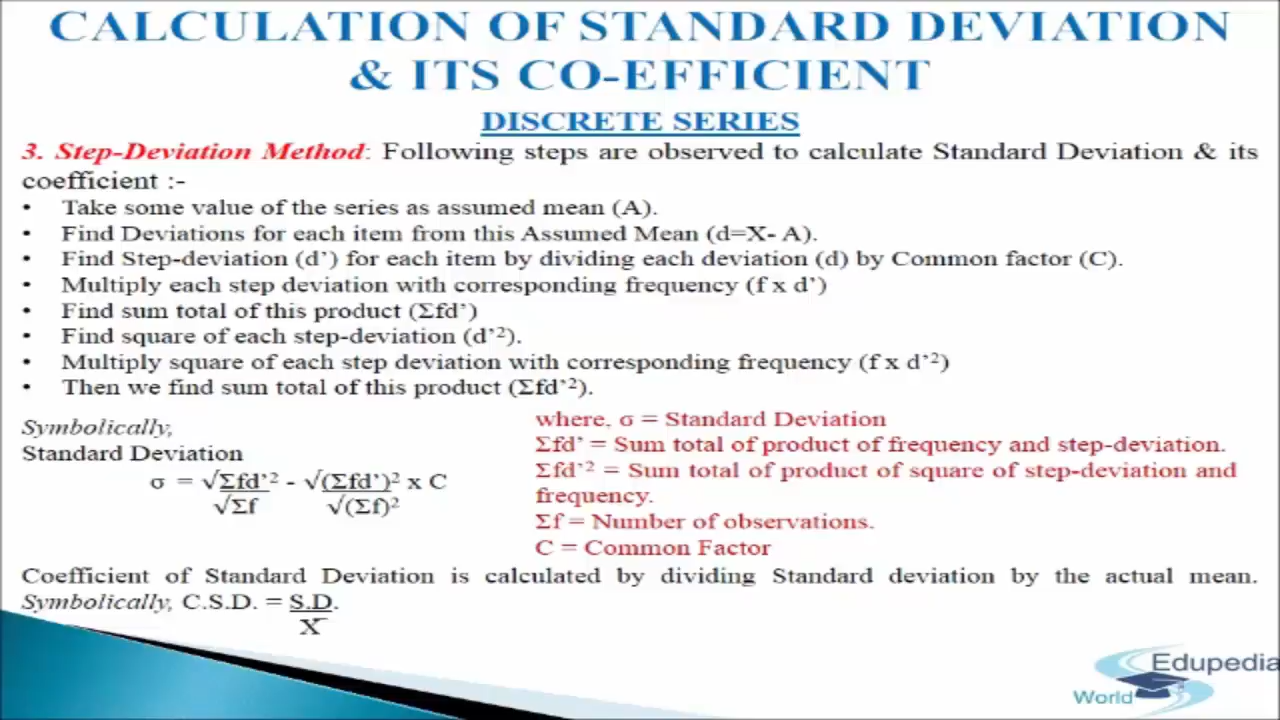 CALCULATION OF STANDARD DEVIATION
& ITS CO-EFFICIENT
DISCRETE SERIES
3. Step-Deviation Method: Following steps are observed to calculate Standard Deviation & its
coefficient :-
• Take some value of the series as assumed mean (A).
• Find Deviations for each item from this Assumed Mean (d=X- A).
• Find Step-deviation (d’) for each item by dividing each deviation (d) by Common factor (C).
• Multiply each step deviation with corresponding frequency (f x d’)
• Find sum total of this product (Σfd’)
• Find square of each step-deviation (d’²).
• Multiply square of each step deviation with corresponding frequency (f x d’²)
• Then we find sum total of this product (Σfd’²).
Symbolically,
Standard Deviation
σ = √Σfd’² - √(Σfd’)² x C
√Σf √(Σf)²
where, σ = Standard Deviation
Σfd’ = Sum total of product of frequency and step-deviation.
Σfd’² = Sum total of product of square of step-deviation and
frequency.
Σf = Number of observations.
C = Common Factor
Coefficient of Standard Deviation is calculated by dividing Standard deviation by the actual mean.
Symbolically, C.S.D. = S.D.
X̅
Edupedia
World